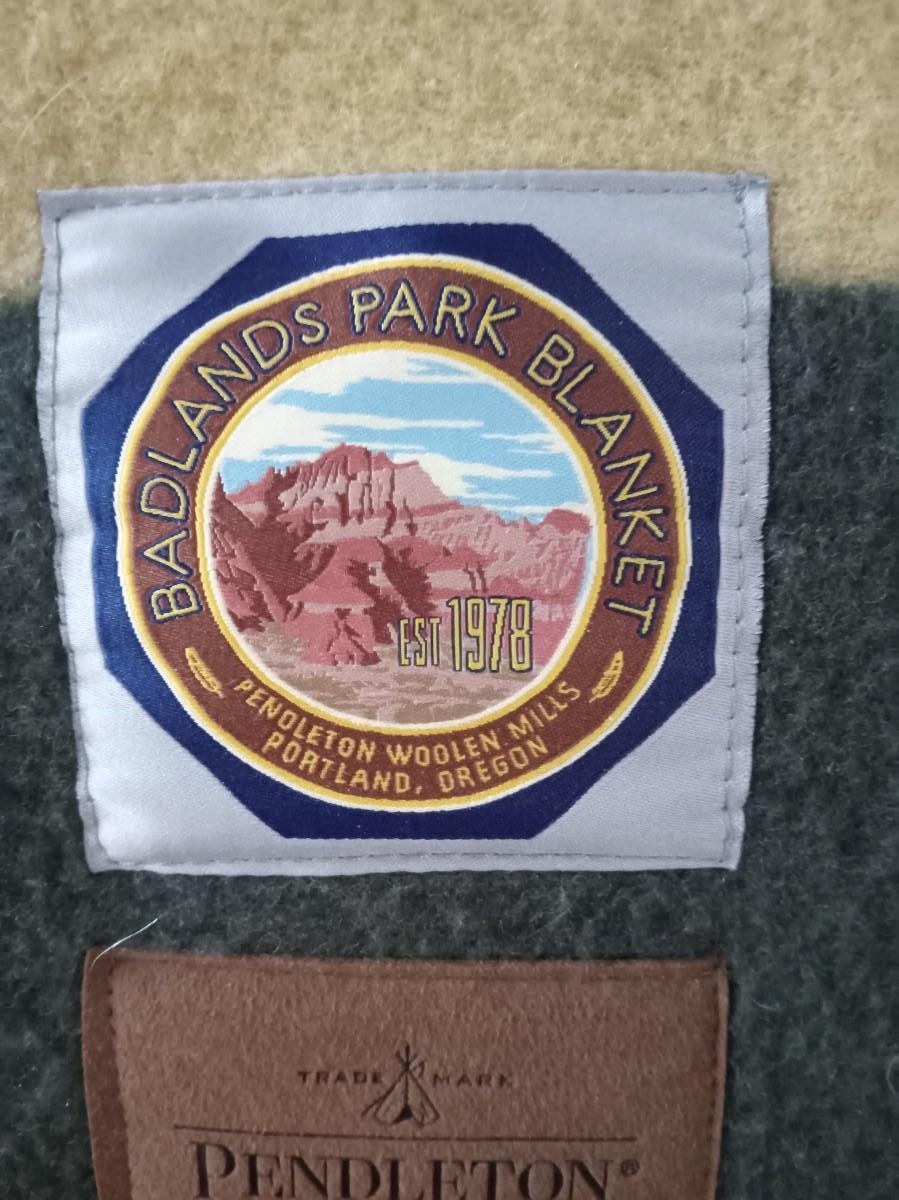 BADLANDS PARK BLANKET
EST 1978
PENDLETON WOOLEN MILLS
PORTLAND, OREGON
TRADE MARK
PENDLETON®